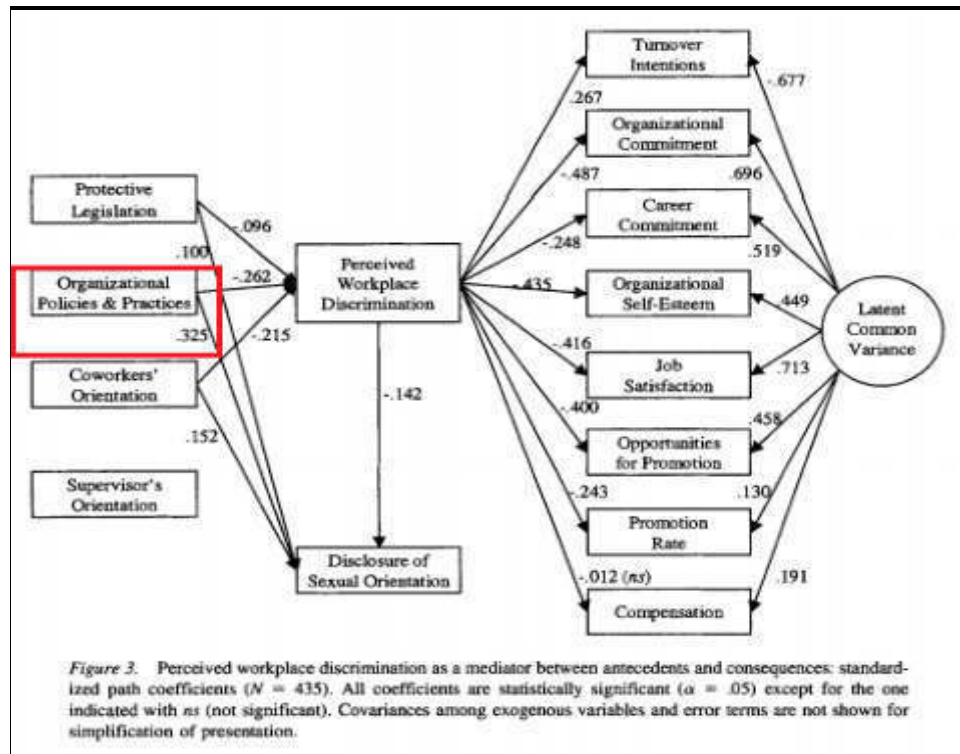 Turnover
Intentions
-.677
.267
Organizational
Commitment
-.487
.696
Protective
Legislation
Career
Commitment
-.096
-.248
.519
.100
Perceived
Workplace
Discrimination
Organizational
Policies & Practices
-.262
-.435
Organizational
Self-Esteem
.449
Latent
Common
Variance
.325
-.215
-.416
Job
Satisfaction
.713
Coworkers'
Orientation
-.142
-.400
.458
.152
Opportunities
for Promotion
Supervisor's
Orientation
-.243
.130
Promotion
Rate
Disclosure of
Sexual Orientation
-.012 (ns)
.191
Compensation
Figure 3. Perceived workplace discrimination as a mediator between antecedents and consequences: standard-
ized path coefficients (N = 435). All coefficients are statistically significant (α = .05) except for the one
indicated with ns (not significant). Covariances among exogenous variables and error terms are not shown for
simplification of presentation.